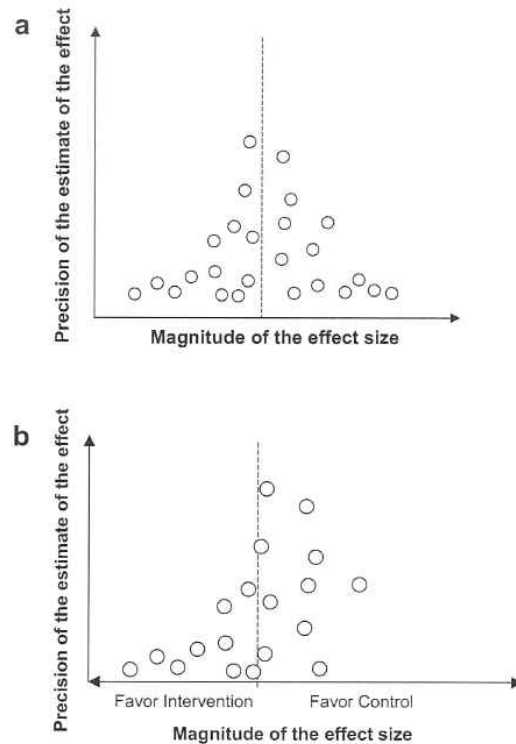 a
Precision of the estimate of the effect
Magnitude of the effect size
b
Precision of the estimate of the effect
Favor Intervention
Favor Control
Magnitude of the effect size